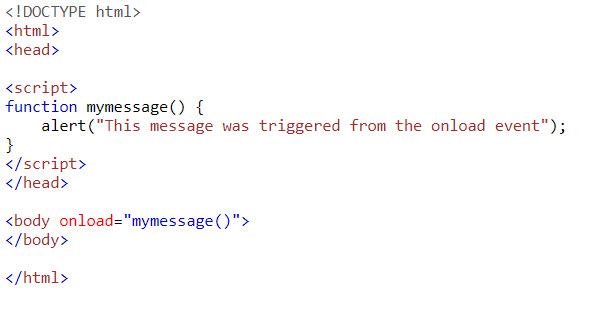 <!DOCTYPE html>
<html>
<head>
<script>
function mymessage() {
    alert("This message was triggered from the onload event");
}
</script>
</head>
<body onload="mymessage()">
</body>
</html>